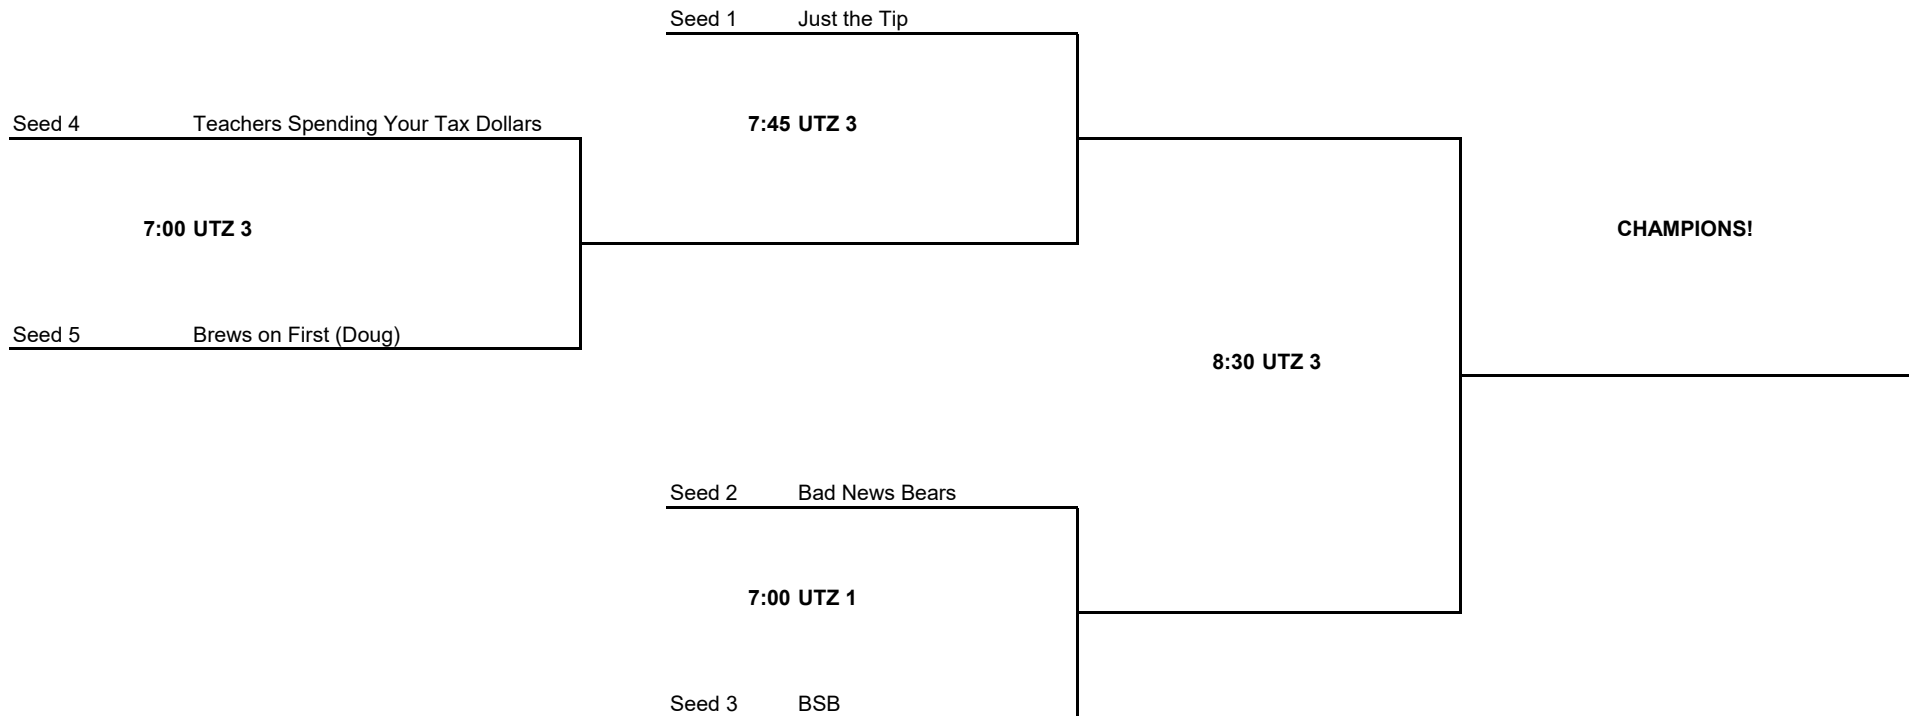 Seed 1 Just the Tip
Seed 4 Teachers Spending Your Tax Dollars
7:45 UTZ 3
7:00 UTZ 3
CHAMPIONS!
Seed 5 Brews on First (Doug)
8:30 UTZ 3
Seed 2 Bad News Bears
7:00 UTZ 1
Seed 3 BSB